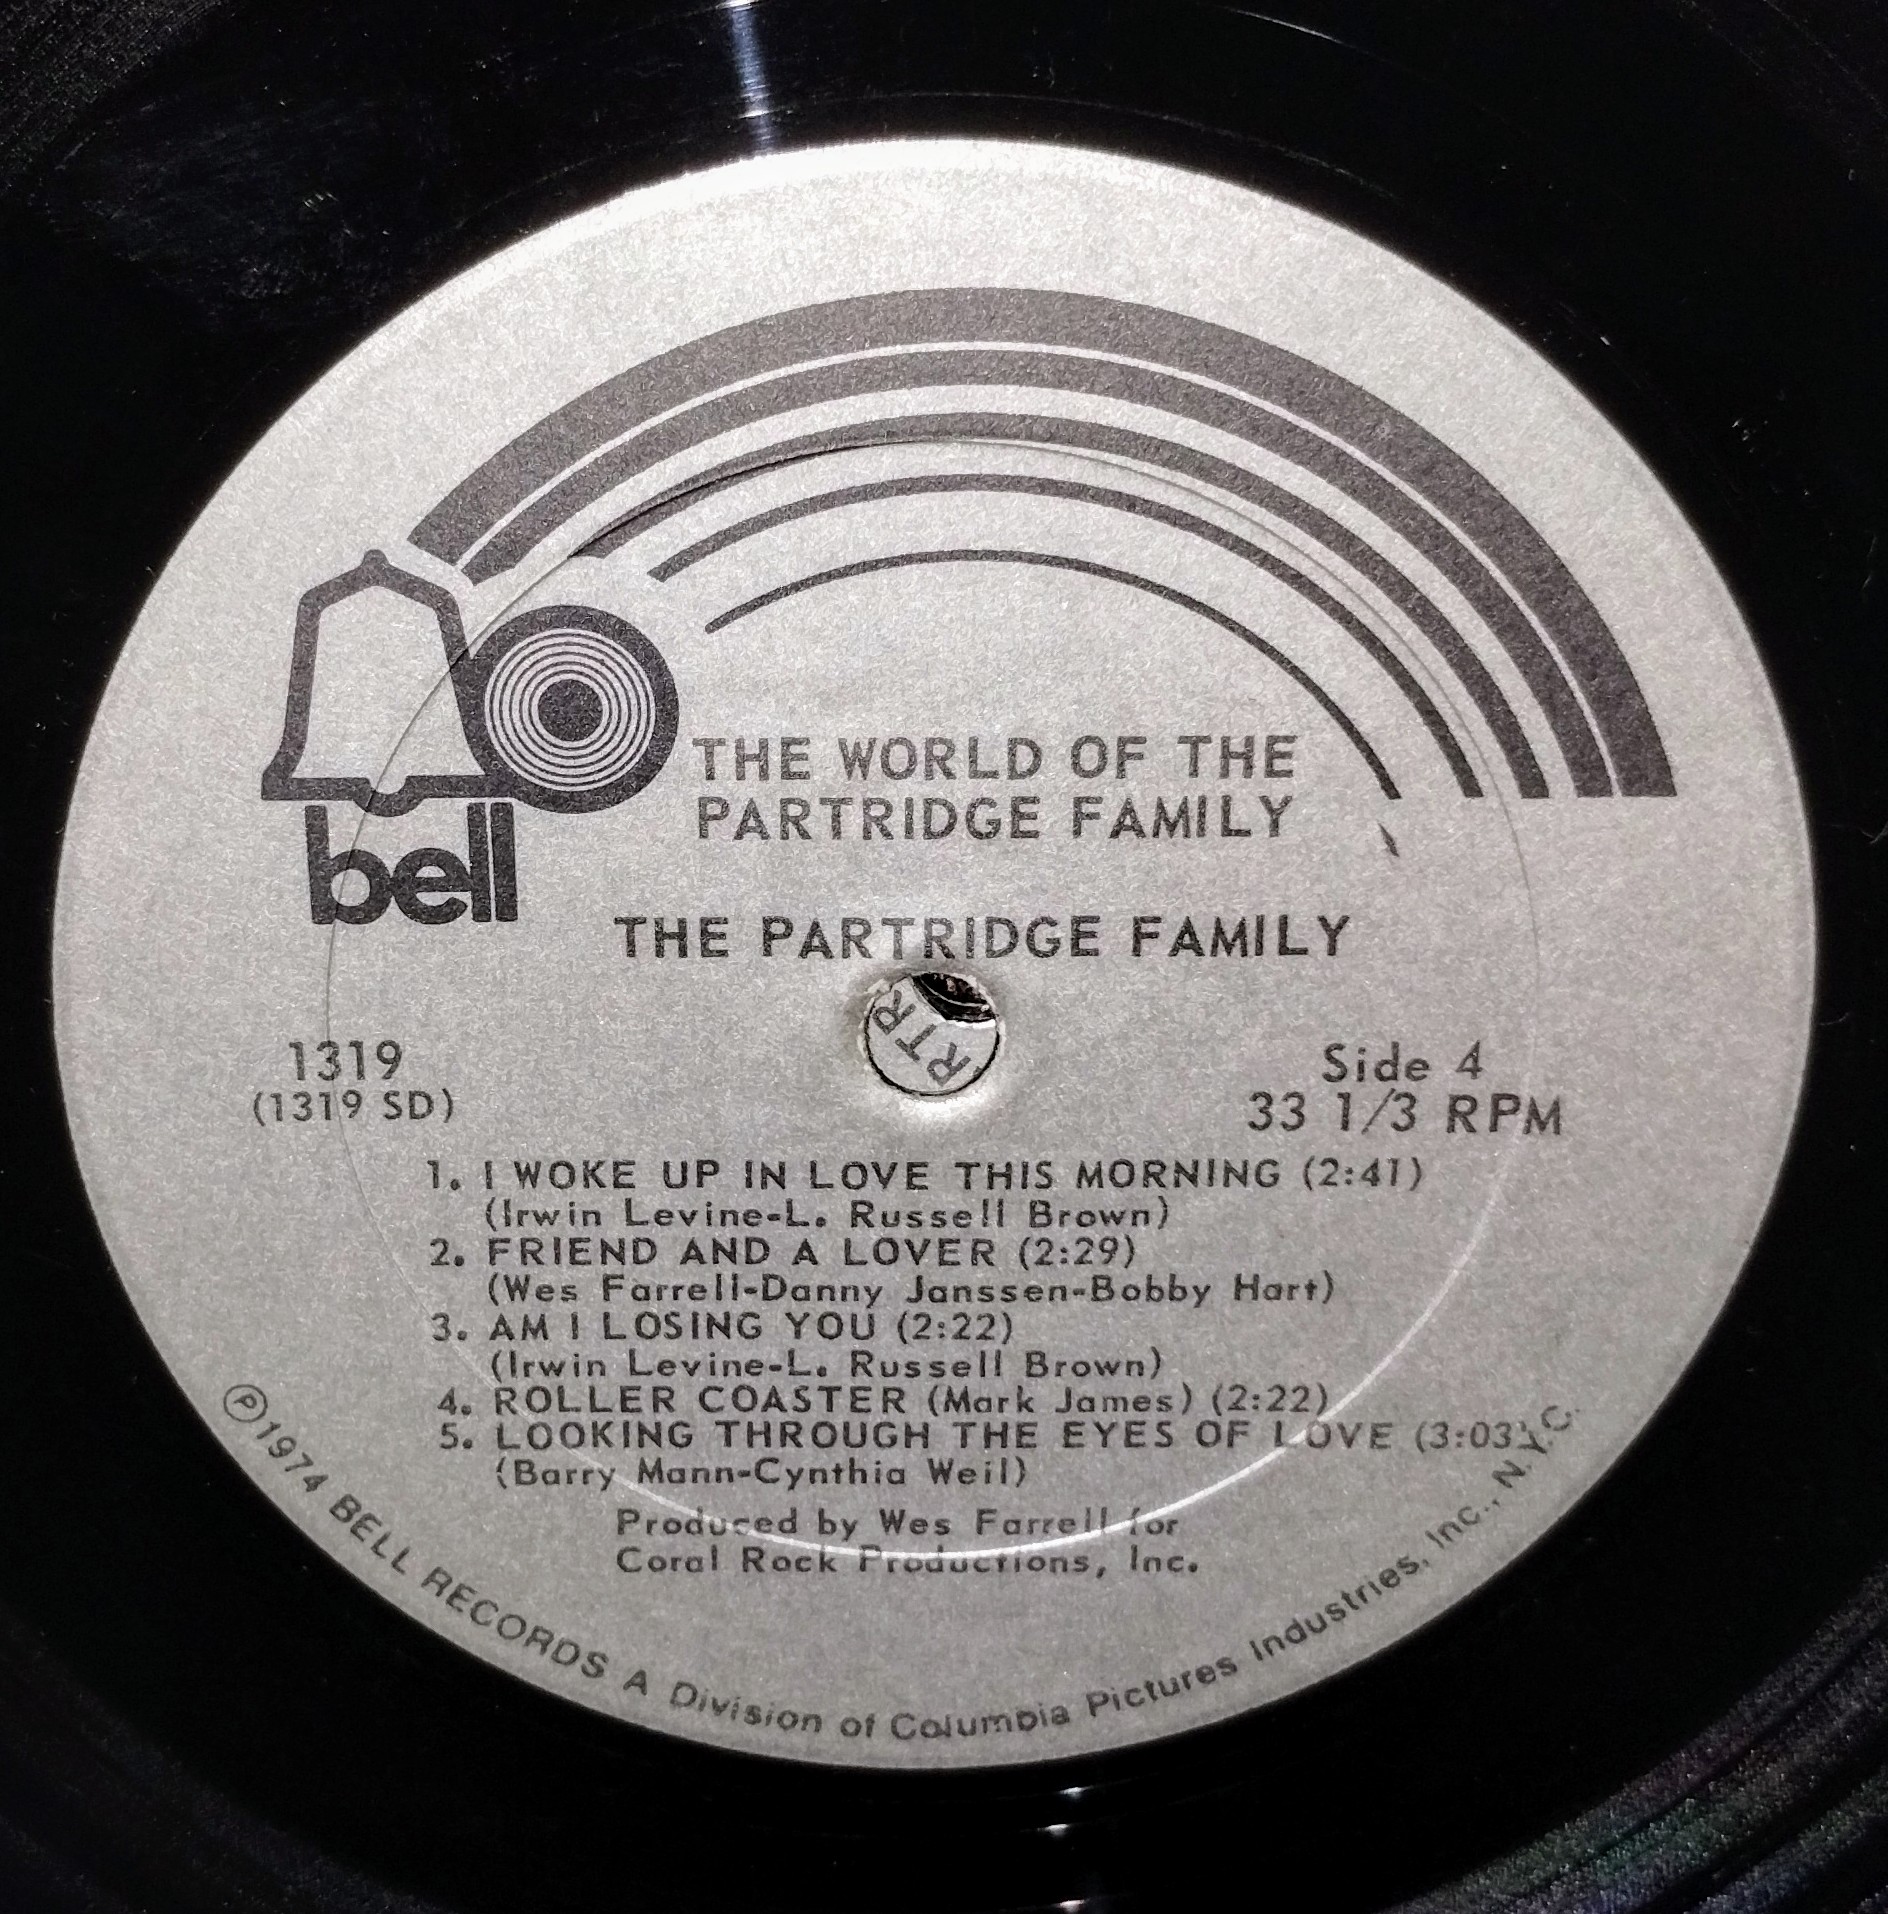 bell
THE WORLD OF THE
PARTRIDGE FAMILY
THE PARTRIDGE FAMILY
RTR
1319
(1319 SD)
Side 4
33 1/3 RPM
1. I WOKE UP IN LOVE THIS MORNING (2:41)
(Irwin Levine-L. Russell Brown)
2. FRIEND AND A LOVER (2:29)
(Wes Farrell-Danny Janssen-Bobby Hart)
3. AM I LOSING YOU (2:22)
(Irwin Levine-L. Russell Brown)
4. ROLLER COASTER (Mark James) (2:22)
5. LOOKING THROUGH THE EYES OF LOVE (3:03)
(Barry Mann-Cynthia Weil)
Produced by Wes Farrell for
Coral Rock Productions, Inc.
℗1974 BELL RECORDS A Division of Columbia Pictures Industries, Inc., N.Y.C.